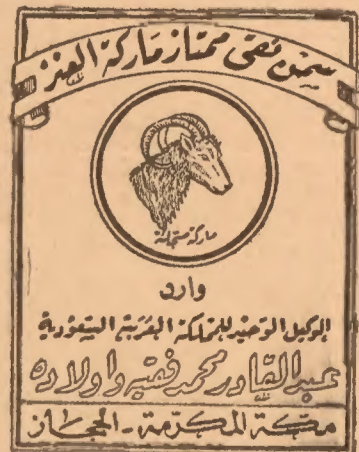 سمن نقي ممتاز ماركة العنز
ماركة مسجلة
وارد
الوكيل الوحيد للمملكة العربية السعودية
عبد القادر محمد فقيه واولاده
مكة المكرمة - الحجاز